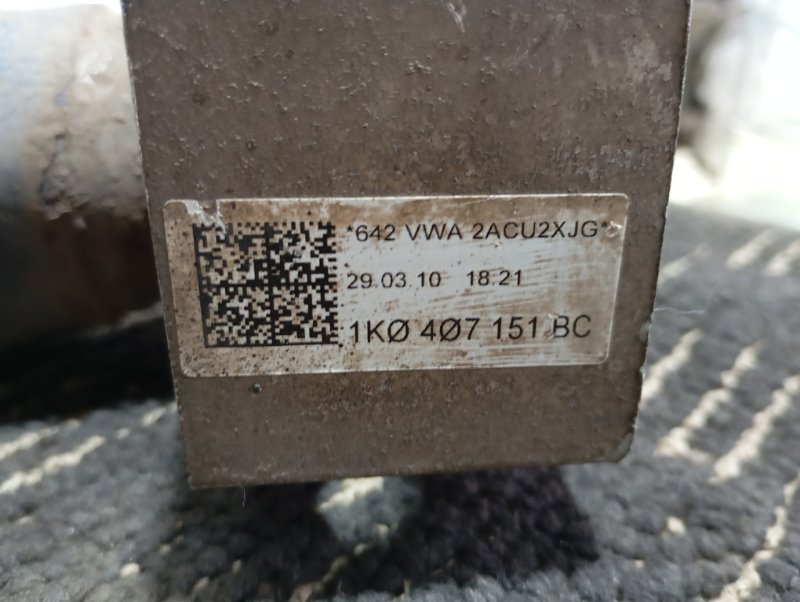 *642 VWA 2ACU2XJG*
29.03.10 18.21
1KØ 4Ø7 151 BC